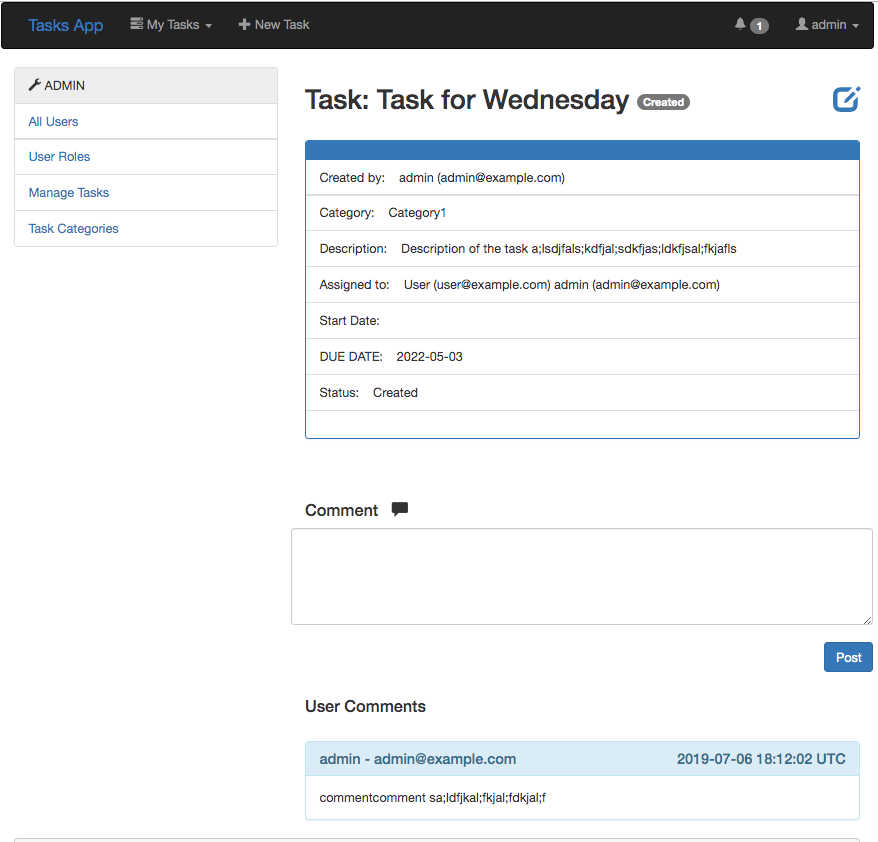 Tasks App My Tasks New Task 1 admin
ADMIN
All Users
User Roles
Manage Tasks
Task Categories
Task: Task for Wednesday Created
Created by: admin (admin@example.com)
Category: Category1
Description: Description of the task a;lsdjfals;kdfjal;sdkfjas;ldkfjsal;fkjafls
Assigned to: User (user@example.com) admin (admin@example.com)
Start Date:
DUE DATE: 2022-05-03
Status: Created
Comment
Post
User Comments
admin - admin@example.com 2019-07-06 18:12:02 UTC
commentcomment sa;ldfjkal;fkjal;fdkjal;f